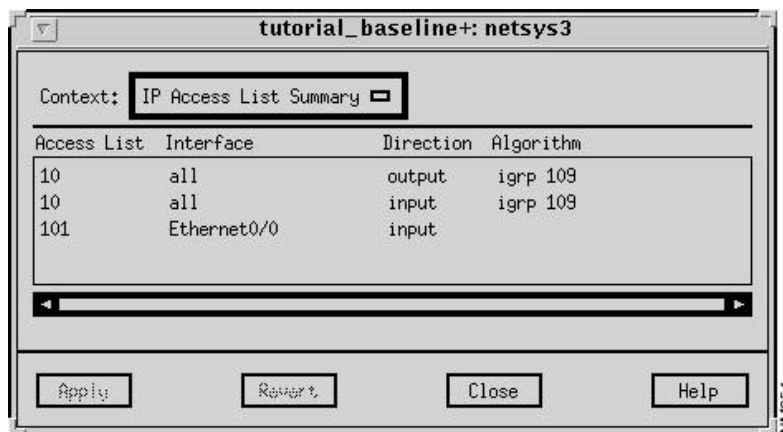 tutorial_baseline+: netsys3
Context: IP Access List Summary
Access List Interface Direction Algorithm
10 all output igrp 109
10 all input igrp 109
101 Ethernet0/0 input
Apply Revert Close Help